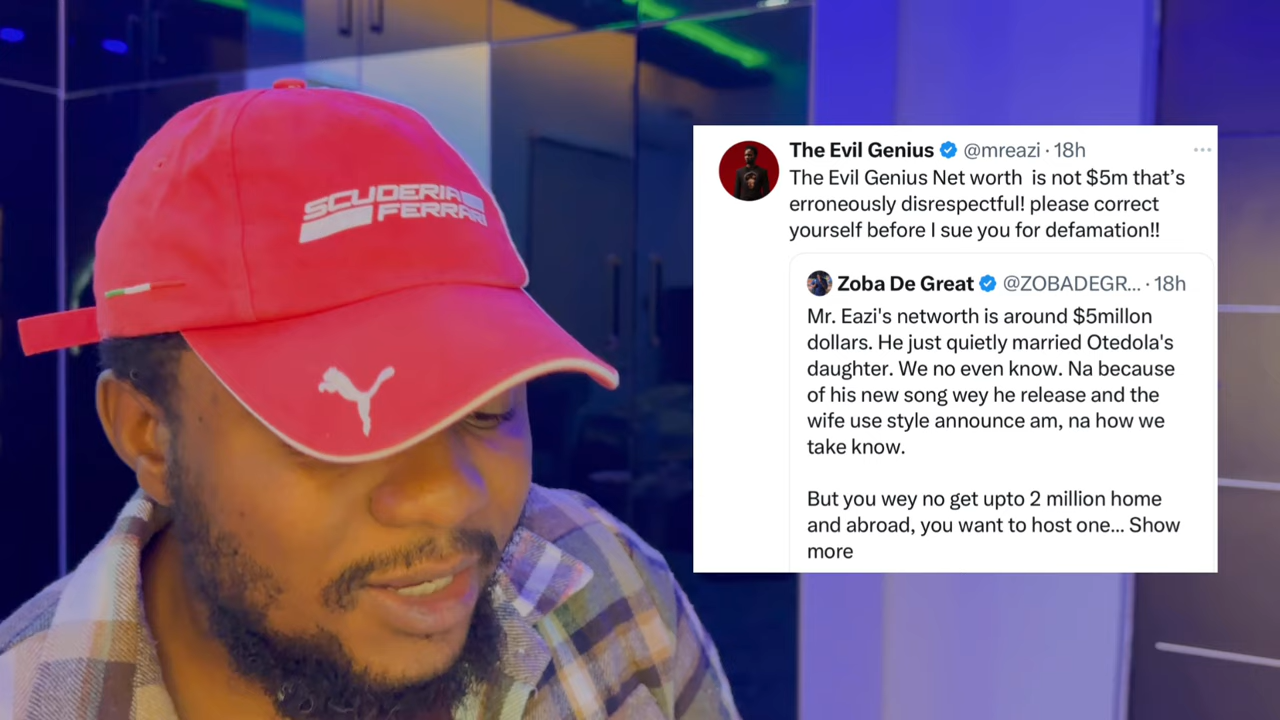 SCUDERIA
FERRARI
The Evil Genius @mreazi · 18h
The Evil Genius Net worth is not $5m that’s
erroneously disrespectful! please correct
yourself before I sue you for defamation!!
Zoba De Great @ZOBADEGR... · 18h
Mr. Eazi's networth is around $5millon
dollars. He just quietly married Otedola's
daughter. We no even know. Na because
of his new song wey he release and the
wife use style announce am, na how we
take know.
But you wey no get upto 2 million home
and abroad, you want to host one... Show
more